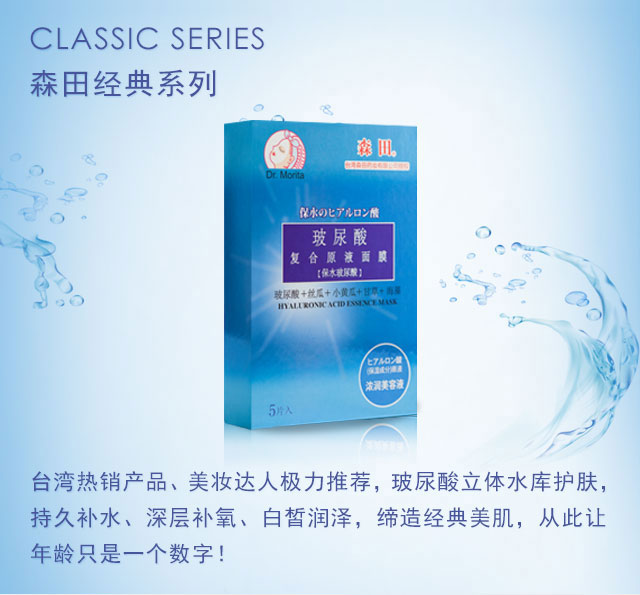 CLASSIC SERIES
森田经典系列
Dr. Morita
森田
保水のヒアルロン酸
玻尿酸
复合原液面膜
【保水玻尿酸】
玻尿酸+丝瓜+小黄瓜+甘草+海藻
HYALURONIC ACID ESSENCE MASK
ヒアルロン酸
(保湿成分)原液
浓润美容液
5片入
台湾热销产品、美妆达人极力推荐，玻尿酸立体水库护肤，
持久补水、深层补氧、白皙润泽，缔造经典美肌，从此让
年龄只是一个数字！